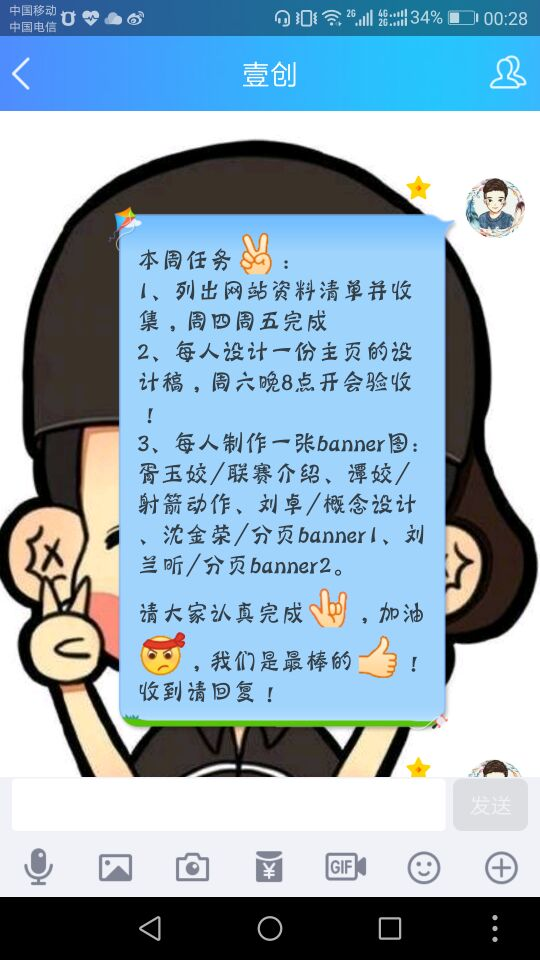 中国移动
中国电信
2G 4G 2G 34% 00:28
壹创
本周任务：
1、列出网站资料清单并收
集，周四周五完成
2、每人设计一份主页的设
计稿，周六晚8点开会验收
！
3、每人制作一张banner图：
胥玉姣/联赛介绍、谭姣/
射箭动作、刘卓/概念设计
、沈金荣/分页banner1、刘
兰昕/分页banner2。
请大家认真完成，加油
，我们是最棒的！
收到请回复！
发送
GIF